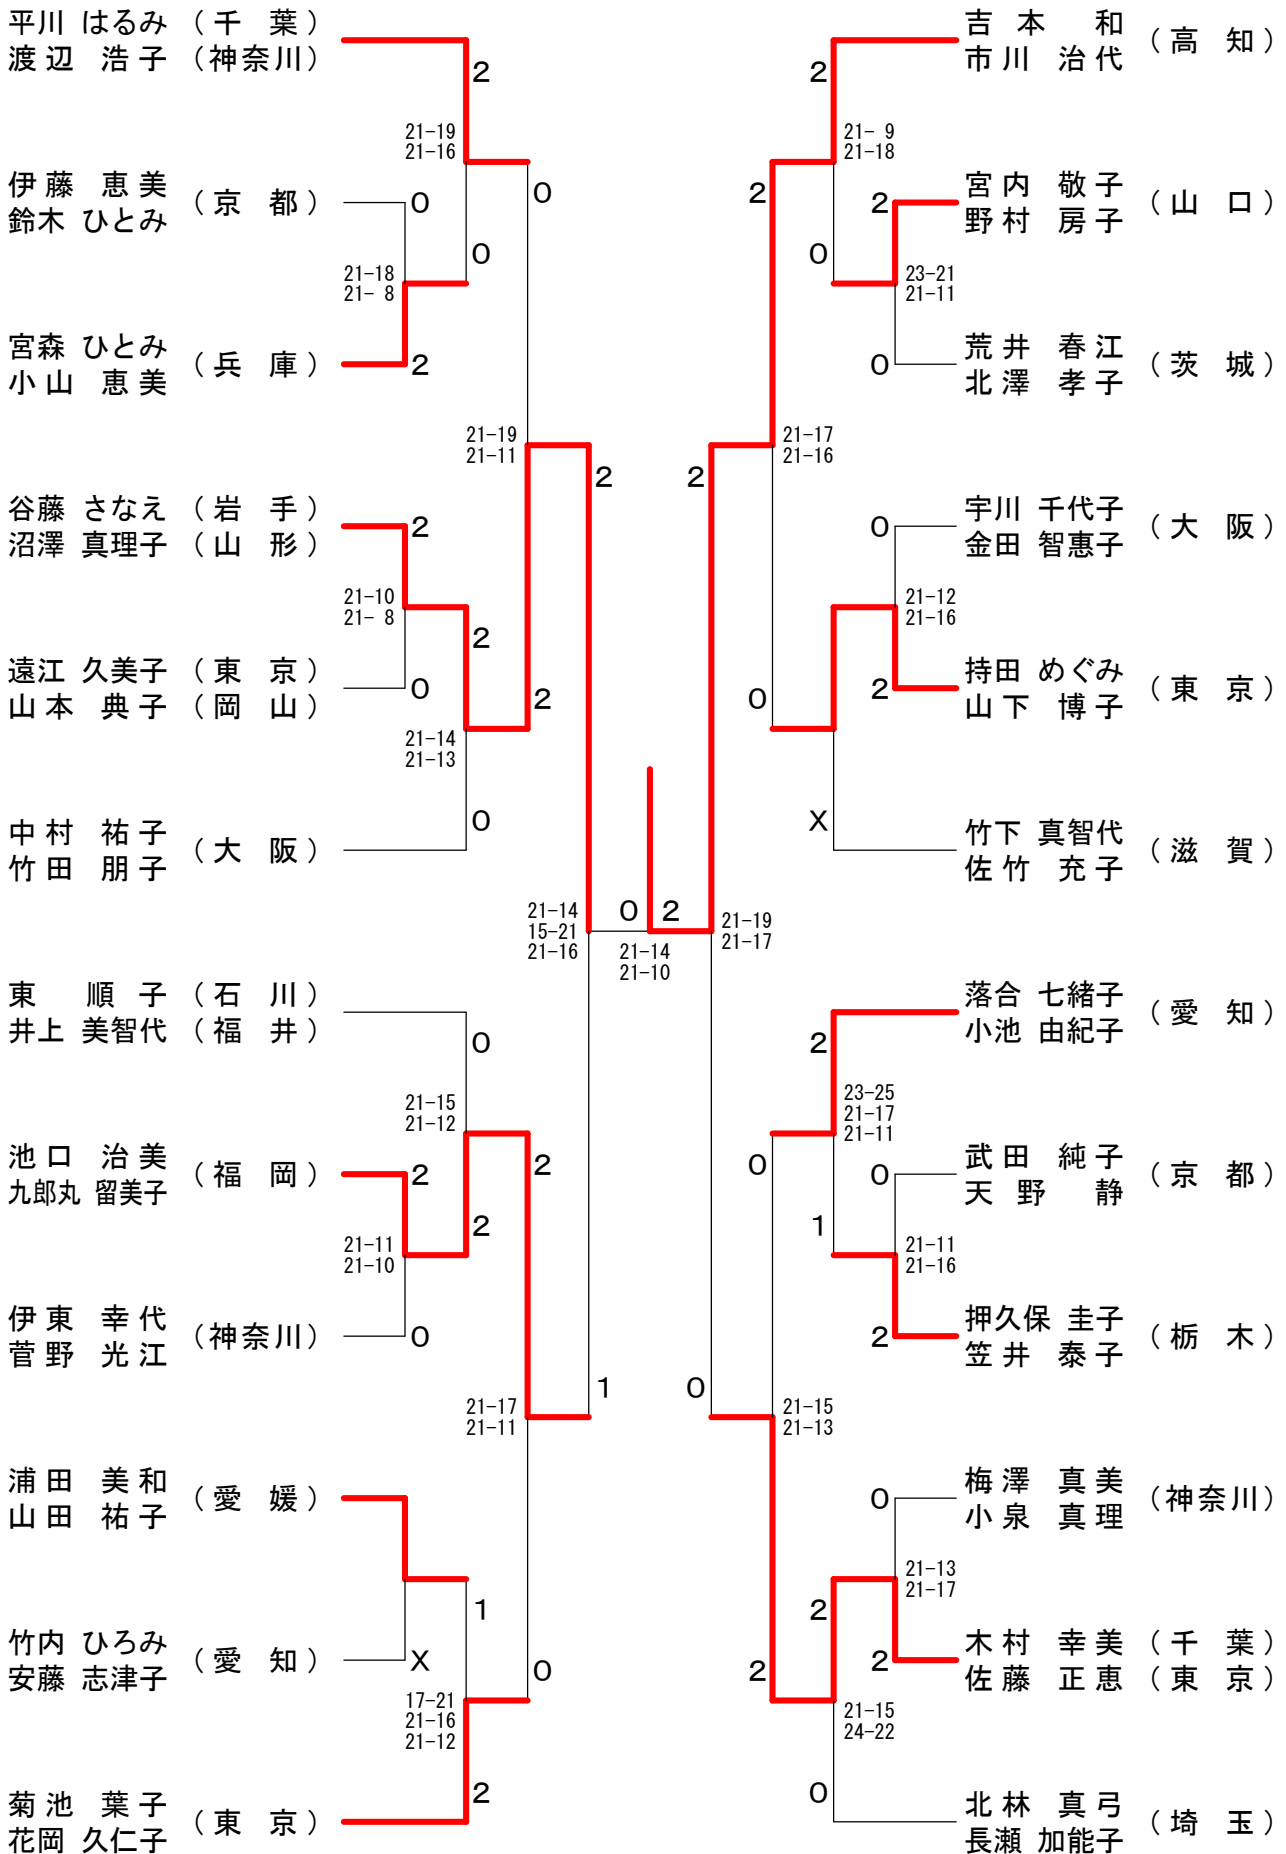 平川 はるみ (千 葉)
渡辺 浩子 (神奈川)
2
21-19
21-16
伊藤 恵美
鈴木 ひとみ
(京 都)
0
0
0
21-18
21- 8
宮森 ひとみ
小山 恵美
(兵 庫)
2
21-19
21-11
2
谷藤 さなえ (岩 手)
沼澤 真理子 (山 形)
2
21-10
21- 8
2
遠江 久美子 (東 京)
山本 典子 (岡 山)
0
2
21-14
21-13
中村 祐子
竹田 朋子
(大 阪)
0
21-14
15-21
21-16
0 2
21-14
21-10
東 順子 (石 川)
井上 美智代 (福 井)
0
21-15
21-12
池口 治美
九郎丸 留美子
(福 岡)
2
2
2
21-11
21-10
伊東 幸代
菅野 光江
(神奈川)
0
21-17
21-11
1
浦田 美和
山田 祐子
(愛 媛)
1
竹内 ひろみ
安藤 志津子
(愛 知)
X
0
17-21
21-16
21-12
菊池 葉子
花岡 久仁子
(東 京)
2
吉本 和
市川 治代
(高 知)
2
21- 9
21-18
2
宮内 敬子
野村 房子
(山 口)
2
0
23-21
21-11
荒井 春江
北澤 孝子
(茨 城)
0
21-17
21-16
2
宇川 千代子
金田 智惠子
(大 阪)
0
21-12
21-16
持田 めぐみ
山下 博子
(東 京)
2
0
竹下 真智代
佐竹 充子
(滋 賀)
X
21-19
21-17
落合 七緒子
小池 由紀子
(愛 知)
2
23-25
21-17
21-11
武田 純子
天野 静
(京 都)
0
0
1
21-11
21-16
押久保 圭子
笠井 泰子
(栃 木)
2
0
21-15
21-13
梅澤 真美
小泉 真理
(神奈川)
0
21-13
21-17
2
木村 幸美 (千 葉)
佐藤 正恵 (東 京)
2
2
21-15
24-22
北林 真弓
長瀬 加能子
(埼 玉)
0